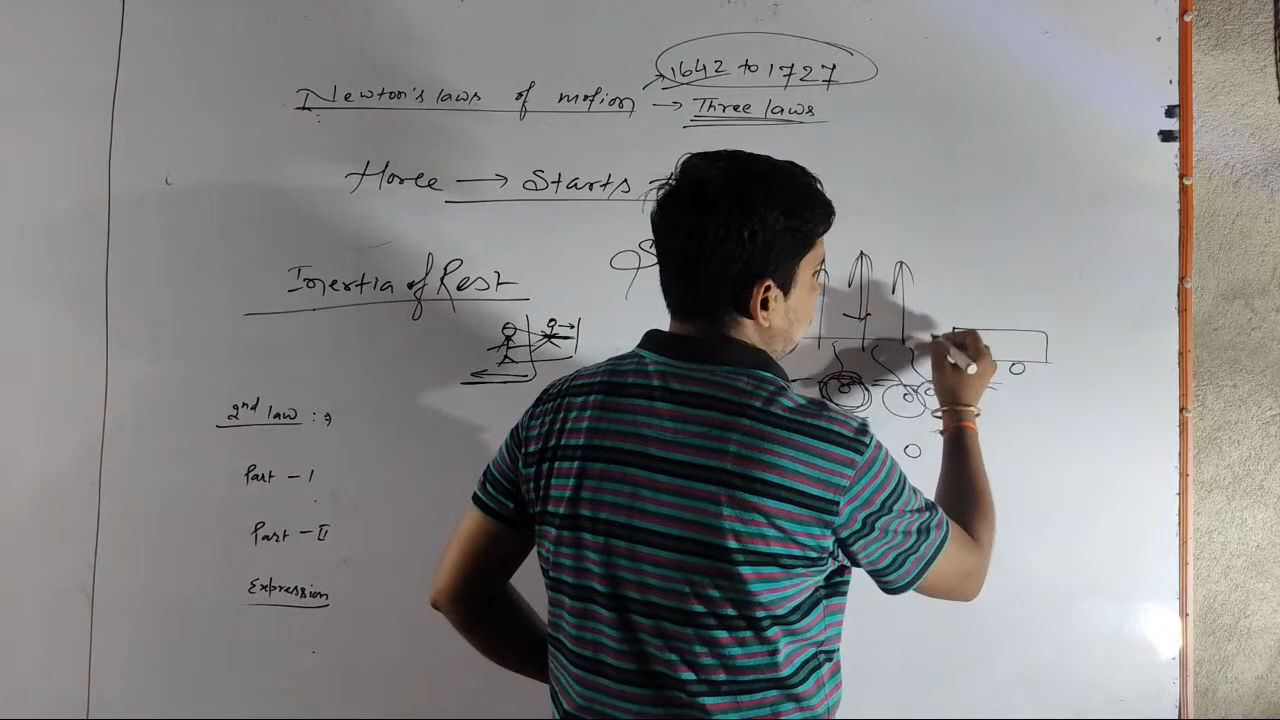 1642 to 1727
Newton's laws of motion → Three laws
Horce → Starts
Inertia of Rest
2nd law :→
Part - I
Part - II
Expression